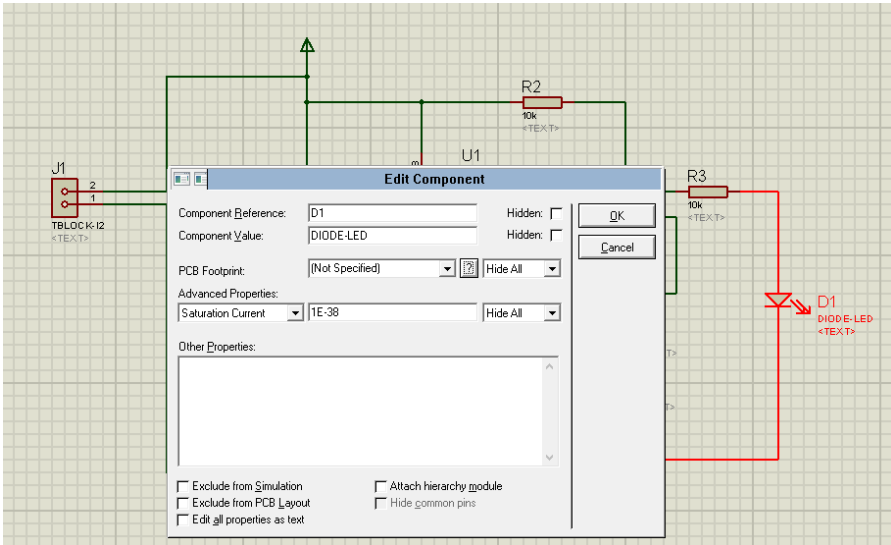 R2
10k
<TEXT>
8
U1
J1
2
1
TBLOCK-I2
<TEXT>
R3
10k
<TEXT>
D1
DIODE-LED
<TEXT>
Edit Component
Component Reference: D1 Hidden:
Component Value: DIODE-LED Hidden:
PCB Footprint: (Not Specified) ? Hide All
Advanced Properties:
Saturation Current 1E-38 Hide All
Other Properties:
OK
Cancel
Exclude from Simulation Attach hierarchy module
Exclude from PCB Layout Hide common pins
Edit all properties as text
T>
T>